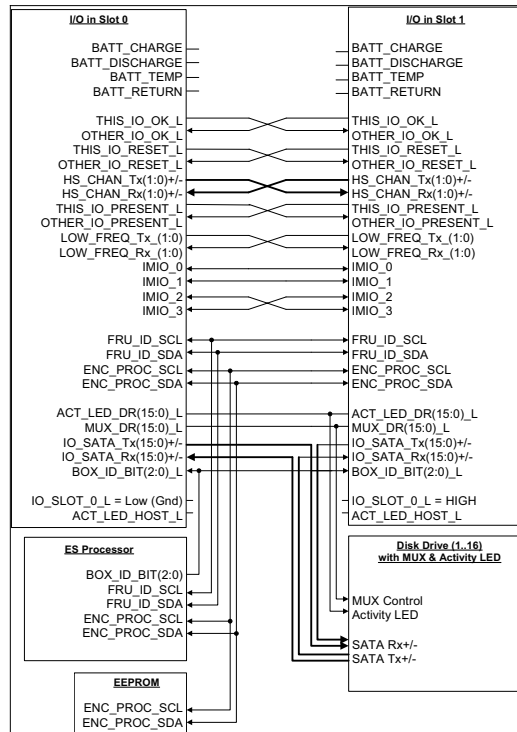 I/O in Slot 0
BATT_CHARGE
BATT_DISCHARGE
BATT_TEMP
BATT_RETURN
THIS_IO_OK_L
OTHER_IO_OK_L
THIS_IO_RESET_L
OTHER_IO_RESET_L
HS_CHAN_Tx(1:0)+/-
HS_CHAN_Rx(1:0)+/-
THIS_IO_PRESENT_L
OTHER_IO_PRESENT_L
LOW_FREQ_Tx_(1:0)
LOW_FREQ_Rx_(1:0)
IMIO_0
IMIO_1
IMIO_2
IMIO_3
FRU_ID_SCL
FRU_ID_SDA
ENC_PROC_SCL
ENC_PROC_SDA
ACT_LED_DR(15:0)_L
MUX_DR(15:0)_L
IO_SATA_Tx(15:0)+/-
IO_SATA_Rx(15:0)+/-
BOX_ID_BIT(2:0)_L
IO_SLOT_0_L = Low (Gnd)
ACT_LED_HOST_L
I/O in Slot 1
BATT_CHARGE
BATT_DISCHARGE
BATT_TEMP
BATT_RETURN
THIS_IO_OK_L
OTHER_IO_OK_L
THIS_IO_RESET_L
OTHER_IO_RESET_L
HS_CHAN_Tx(1:0)+/-
HS_CHAN_Rx(1:0)+/-
THIS_IO_PRESENT_L
OTHER_IO_PRESENT_L
LOW_FREQ_Tx_(1:0)
LOW_FREQ_Rx_(1:0)
IMIO_0
IMIO_1
IMIO_2
IMIO_3
FRU_ID_SCL
FRU_ID_SDA
ENC_PROC_SCL
ENC_PROC_SDA
ACT_LED_DR(15:0)_L
MUX_DR(15:0)_L
IO_SATA_Tx(15:0)+/-
IO_SATA_Rx(15:0)+/-
BOX_ID_BIT(2:0)_L
IO_SLOT_0_L = HIGH
ACT_LED_HOST_L
ES Processor
BOX_ID_BIT(2:0)
FRU_ID_SCL
FRU_ID_SDA
ENC_PROC_SCL
ENC_PROC_SDA
Disk Drive (1..16)
with MUX & Activity LED
MUX Control
Activity LED
SATA Rx+/-
SATA Tx+/-
EEPROM
ENC_PROC_SCL
ENC_PROC_SDA